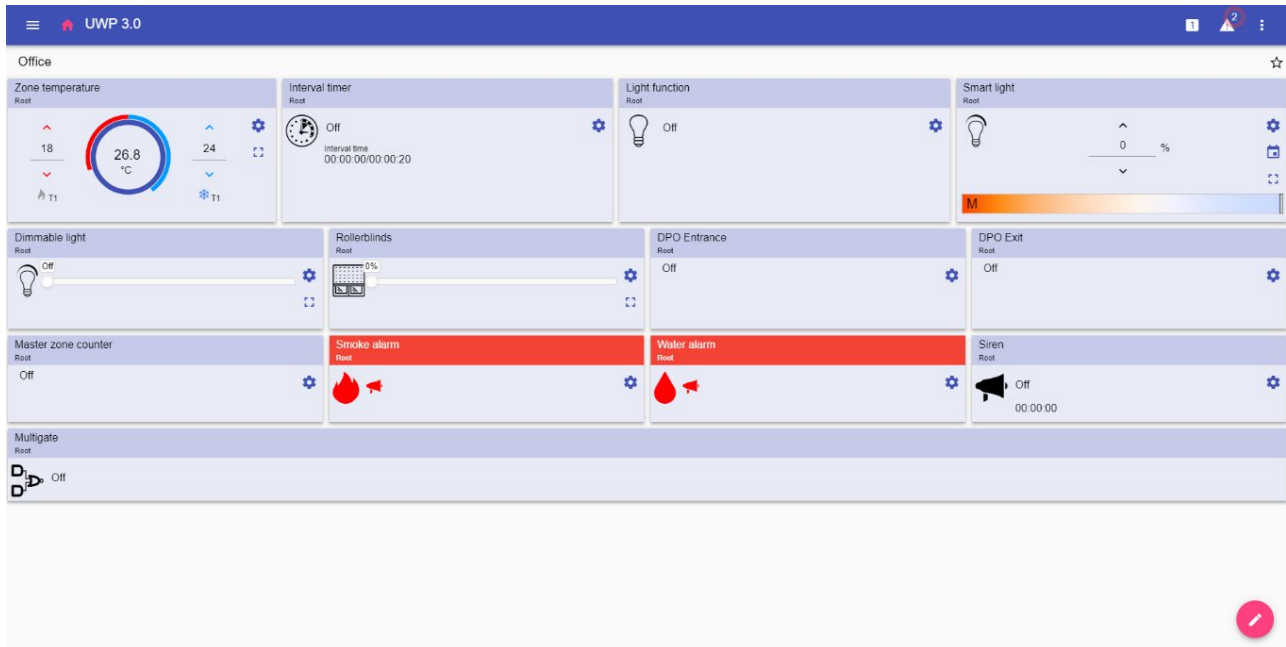 UWP 3.0
1
2
Office
Zone temperature
Root
18
26.8
°C
24
T1
T1
Interval timer
Root
Off
Interval time
00:00:00/00:00:20
Light function
Root
Off
Smart light
Root
0
%
M
Dimmable light
Root
Off
Rollerblinds
Root
0%
DPO Entrance
Root
Off
DPO Exit
Root
Off
Master zone counter
Root
Off
Smoke alarm
Root
Water alarm
Root
Siren
Root
Off
00:00:00
Multigate
Root
Off